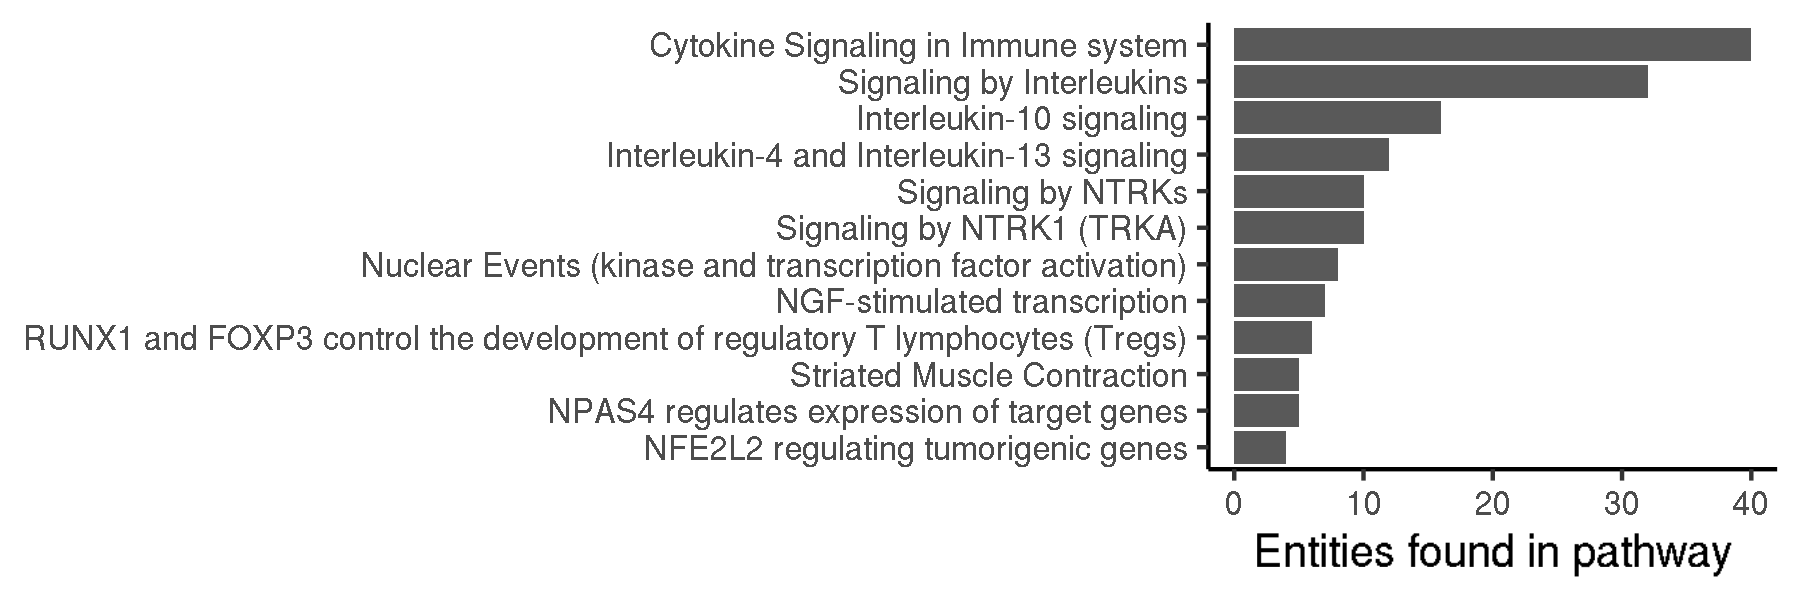 Cytokine Signaling in Immune system
Signaling by Interleukins
Interleukin-10 signaling
Interleukin-4 and Interleukin-13 signaling
Signaling by NTRKs
Signaling by NTRK1 (TRKA)
Nuclear Events (kinase and transcription factor activation)
NGF-stimulated transcription
RUNX1 and FOXP3 control the development of regulatory T lymphocytes (Tregs)
Striated Muscle Contraction
NPAS4 regulates expression of target genes
NFE2L2 regulating tumorigenic genes
0 10 20 30 40
Entities found in pathway